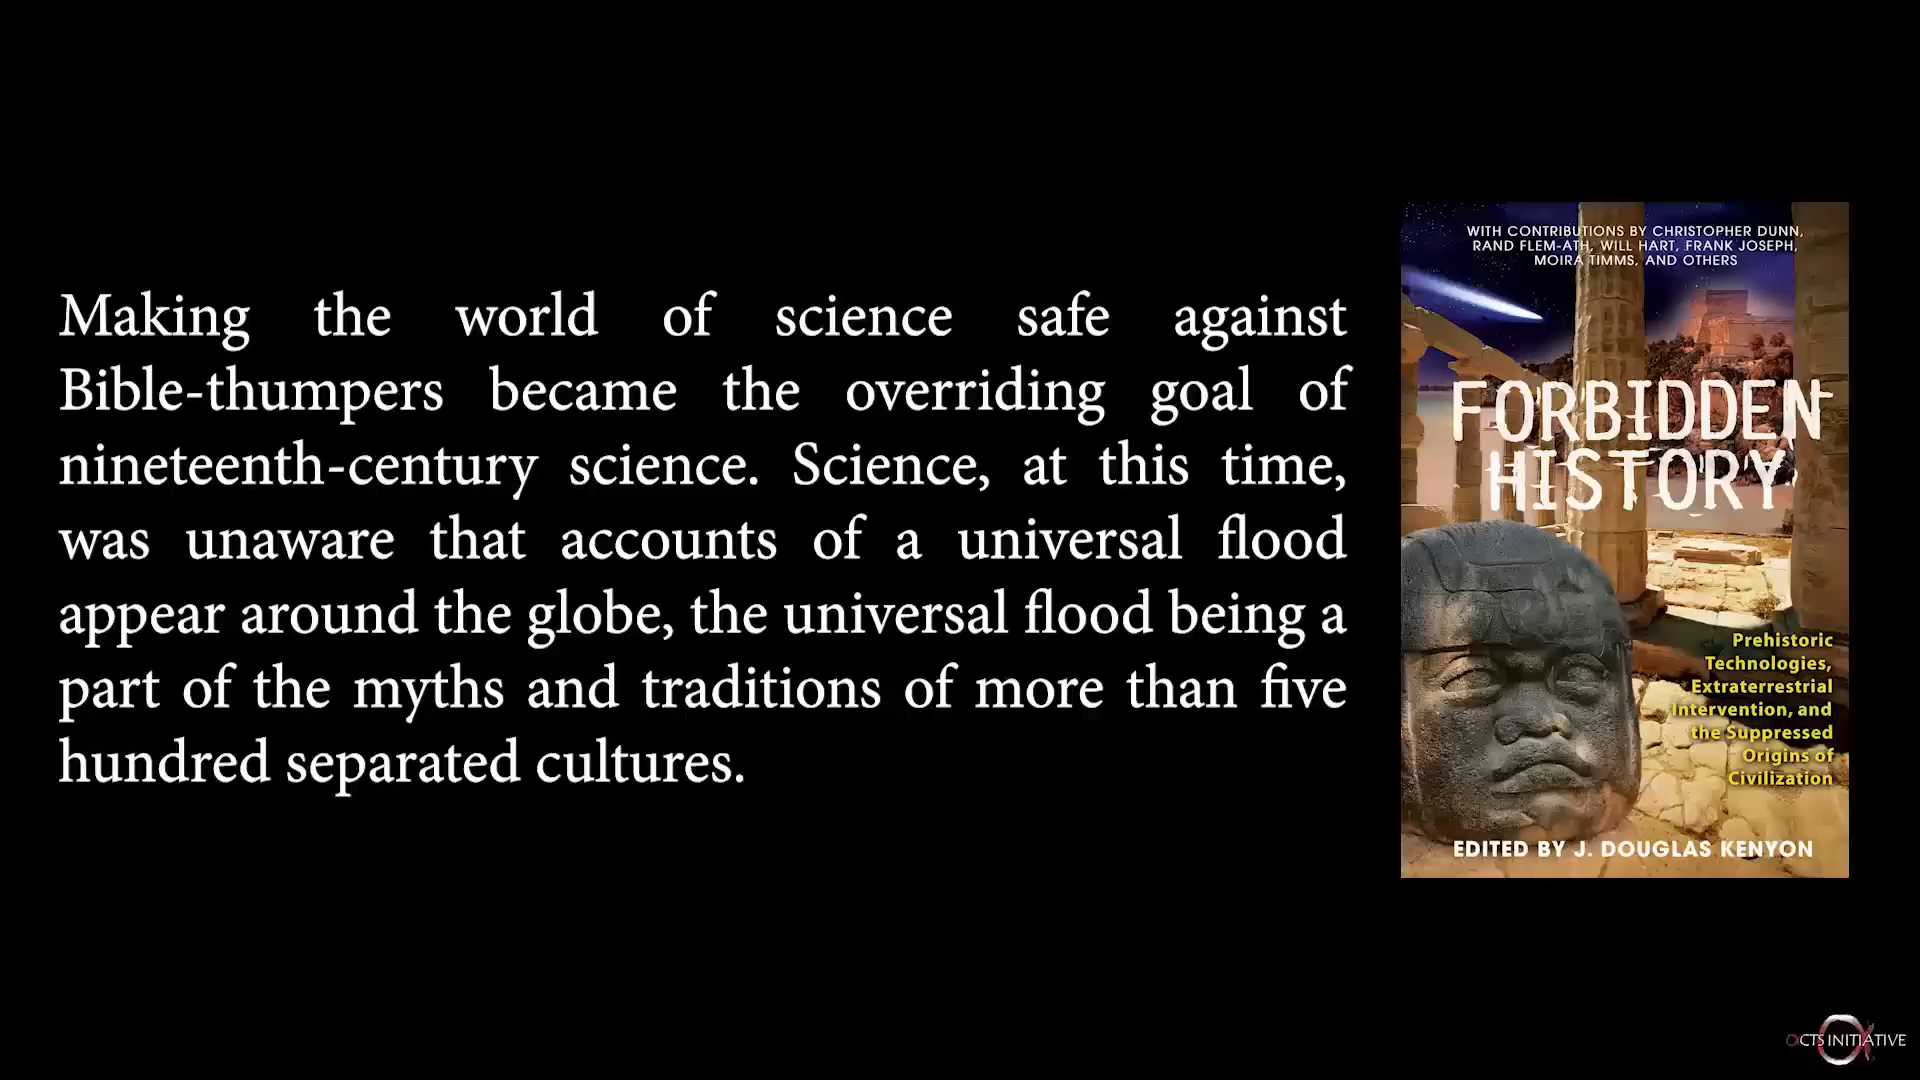 Making the world of science safe against
Bible-thumpers became the overriding goal of
nineteenth-century science. Science, at this time,
was unaware that accounts of a universal flood
appear around the globe, the universal flood being a
part of the myths and traditions of more than five
hundred separated cultures.
WITH CONTRIBUTIONS BY CHRISTOPHER DUNN,
RAND FLEM-ATH, WILL HART, FRANK JOSEPH,
MOIRA TIMMS, AND OTHERS
FORBIDDEN
HISTORY
Prehistoric
Technologies,
Extraterrestrial
Intervention, and
the Suppressed
Origins of
Civilization
EDITED BY J. DOUGLAS KENYON
OCTS INITIATIVE